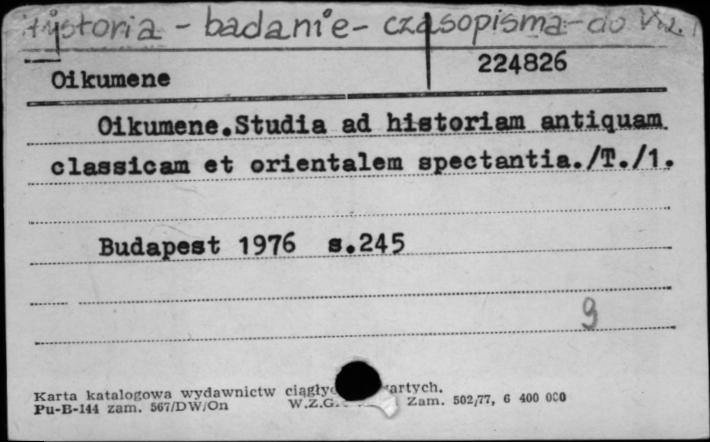 Historia - badanie - czasopisma - do
224826
Oikumene
Oikumene.Studia ad historiam antiquam
classicam et orientalem spectantia./T./1.
Budapest 1976 s.245
9
Karta katalogowa wydawnictw
Pu-B-144 zam. 567/DW/On Zam. 502/77, 6 400 000